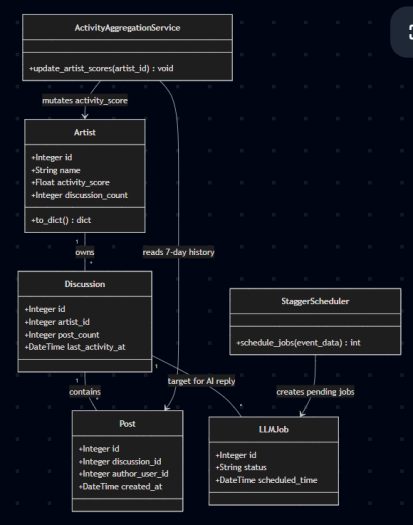 ActivityAggregationService
+update_artist_scores(artist_id) : void
mutates activity_score
Artist
+Integer id
+String name
+Float activity_score
+Integer discussion_count
+to_dict() : dict
1
owns
reads 7-day history
*
Discussion
+Integer id
+Integer artist_id
+Integer post_count
+DateTime last_activity_at
StaggerScheduler
+schedule_jobs(event_data) : int
1
1
target for AI reply
contains
creates pending jobs
*
*
Post
+Integer id
+Integer discussion_id
+Integer author_user_id
+DateTime created_at
LLMJob
+Integer id
+String status
+DateTime scheduled_time